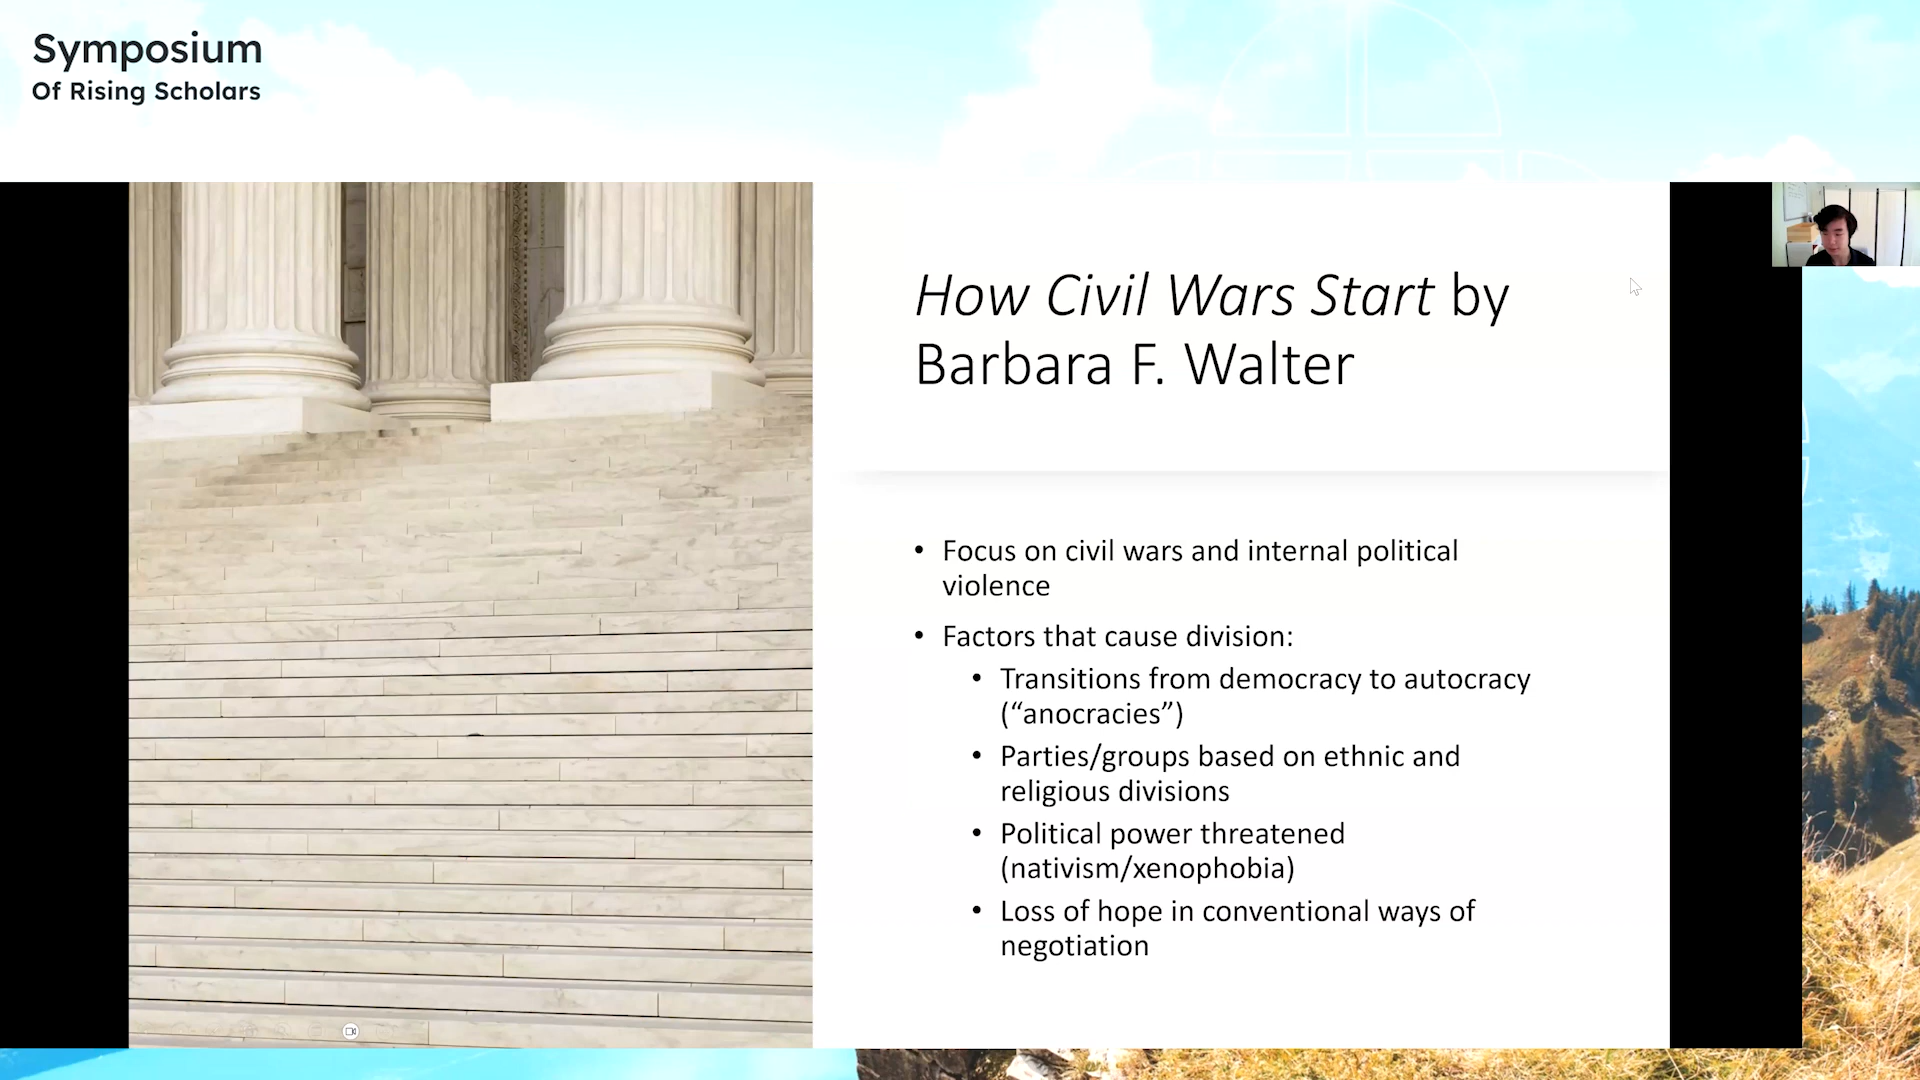 Symposium
Of Rising Scholars
How Civil Wars Start by
Barbara F. Walter
• Focus on civil wars and internal political
violence
• Factors that cause division:
• Transitions from democracy to autocracy
(“anocracies”)
• Parties/groups based on ethnic and
religious divisions
• Political power threatened
(nativism/xenophobia)
• Loss of hope in conventional ways of
negotiation